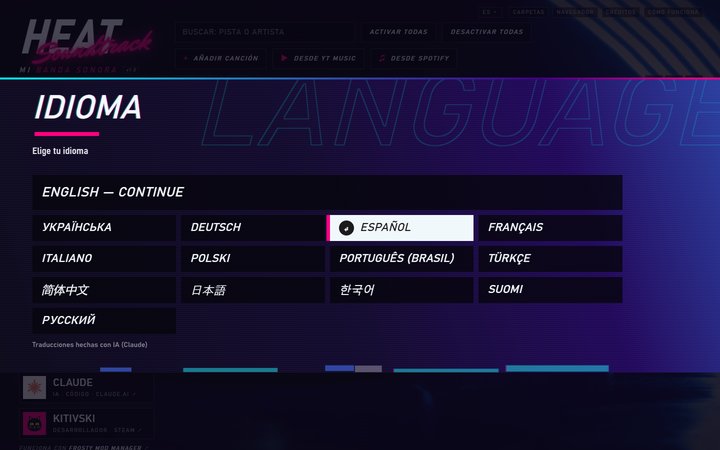 ES
CARPETAS
NAVEGADOR
CRÉDITOS
CÓMO FUNCIONA
HEAT
Soundtrack
MI BANDA SONORA
BUSCAR: PISTA O ARTISTA
ACTIVAR TODAS
DESACTIVAR TODAS
AÑADIR CANCIÓN
DESDE YT MUSIC
DESDE SPOTIFY
LANGUAGE
IDIOMA
Elige tu idioma
ENGLISH — CONTINUE
УКРАЇНСЬКА
DEUTSCH
ESPAÑOL
FRANÇAIS
ITALIANO
POLSKI
PORTUGUÊS (BRASIL)
TÜRKÇE
简体中文
日本語
한국어
SUOMI
РУССКИЙ
Traducciones hechas con IA (Claude)
CLAUDE
IA · CÓDIGO · CLAUDE.AI ↗
KITIVSKI
DESARROLLADOR · STEAM ↗
FUNCIONA CON FROSTY MOD MANAGER ↗